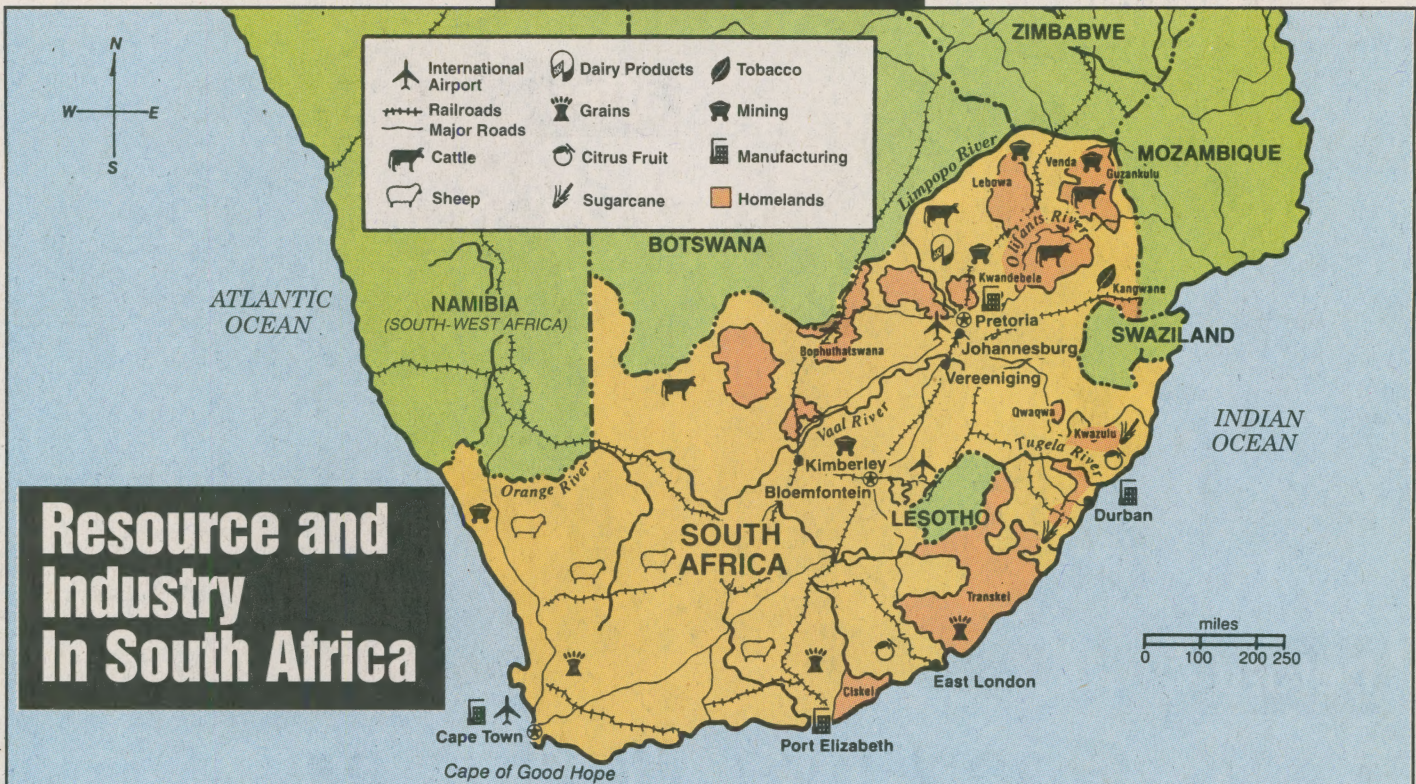 N
W
E
S
International
Airport
Railroads
Major Roads
Cattle
Sheep
Dairy Products
Grains
Citrus Fruit
Sugarcane
Tobacco
Mining
Manufacturing
Homelands
ZIMBABWE
MOZAMBIQUE
Limpopo River
Venda
Guzankulu
Lebowa
BOTSWANA
Olifants River
ATLANTIC
OCEAN
NAMIBIA
(SOUTH-WEST AFRICA)
Kwandebele
Kangwane
Pretoria
SWAZILAND
Bophuthatswana
Johannesburg
Vereeniging
INDIAN
OCEAN
Qwaqwa
Vaal River
Kwazulu
Tugela River
Kimberley
Orange River
Bloemfontein
LESOTHO
Durban
SOUTH
AFRICA
Resource and
Industry
In South Africa
Transkei
miles
0 100 200 250
Ciskei
East London
Cape Town
Port Elizabeth
Cape of Good Hope